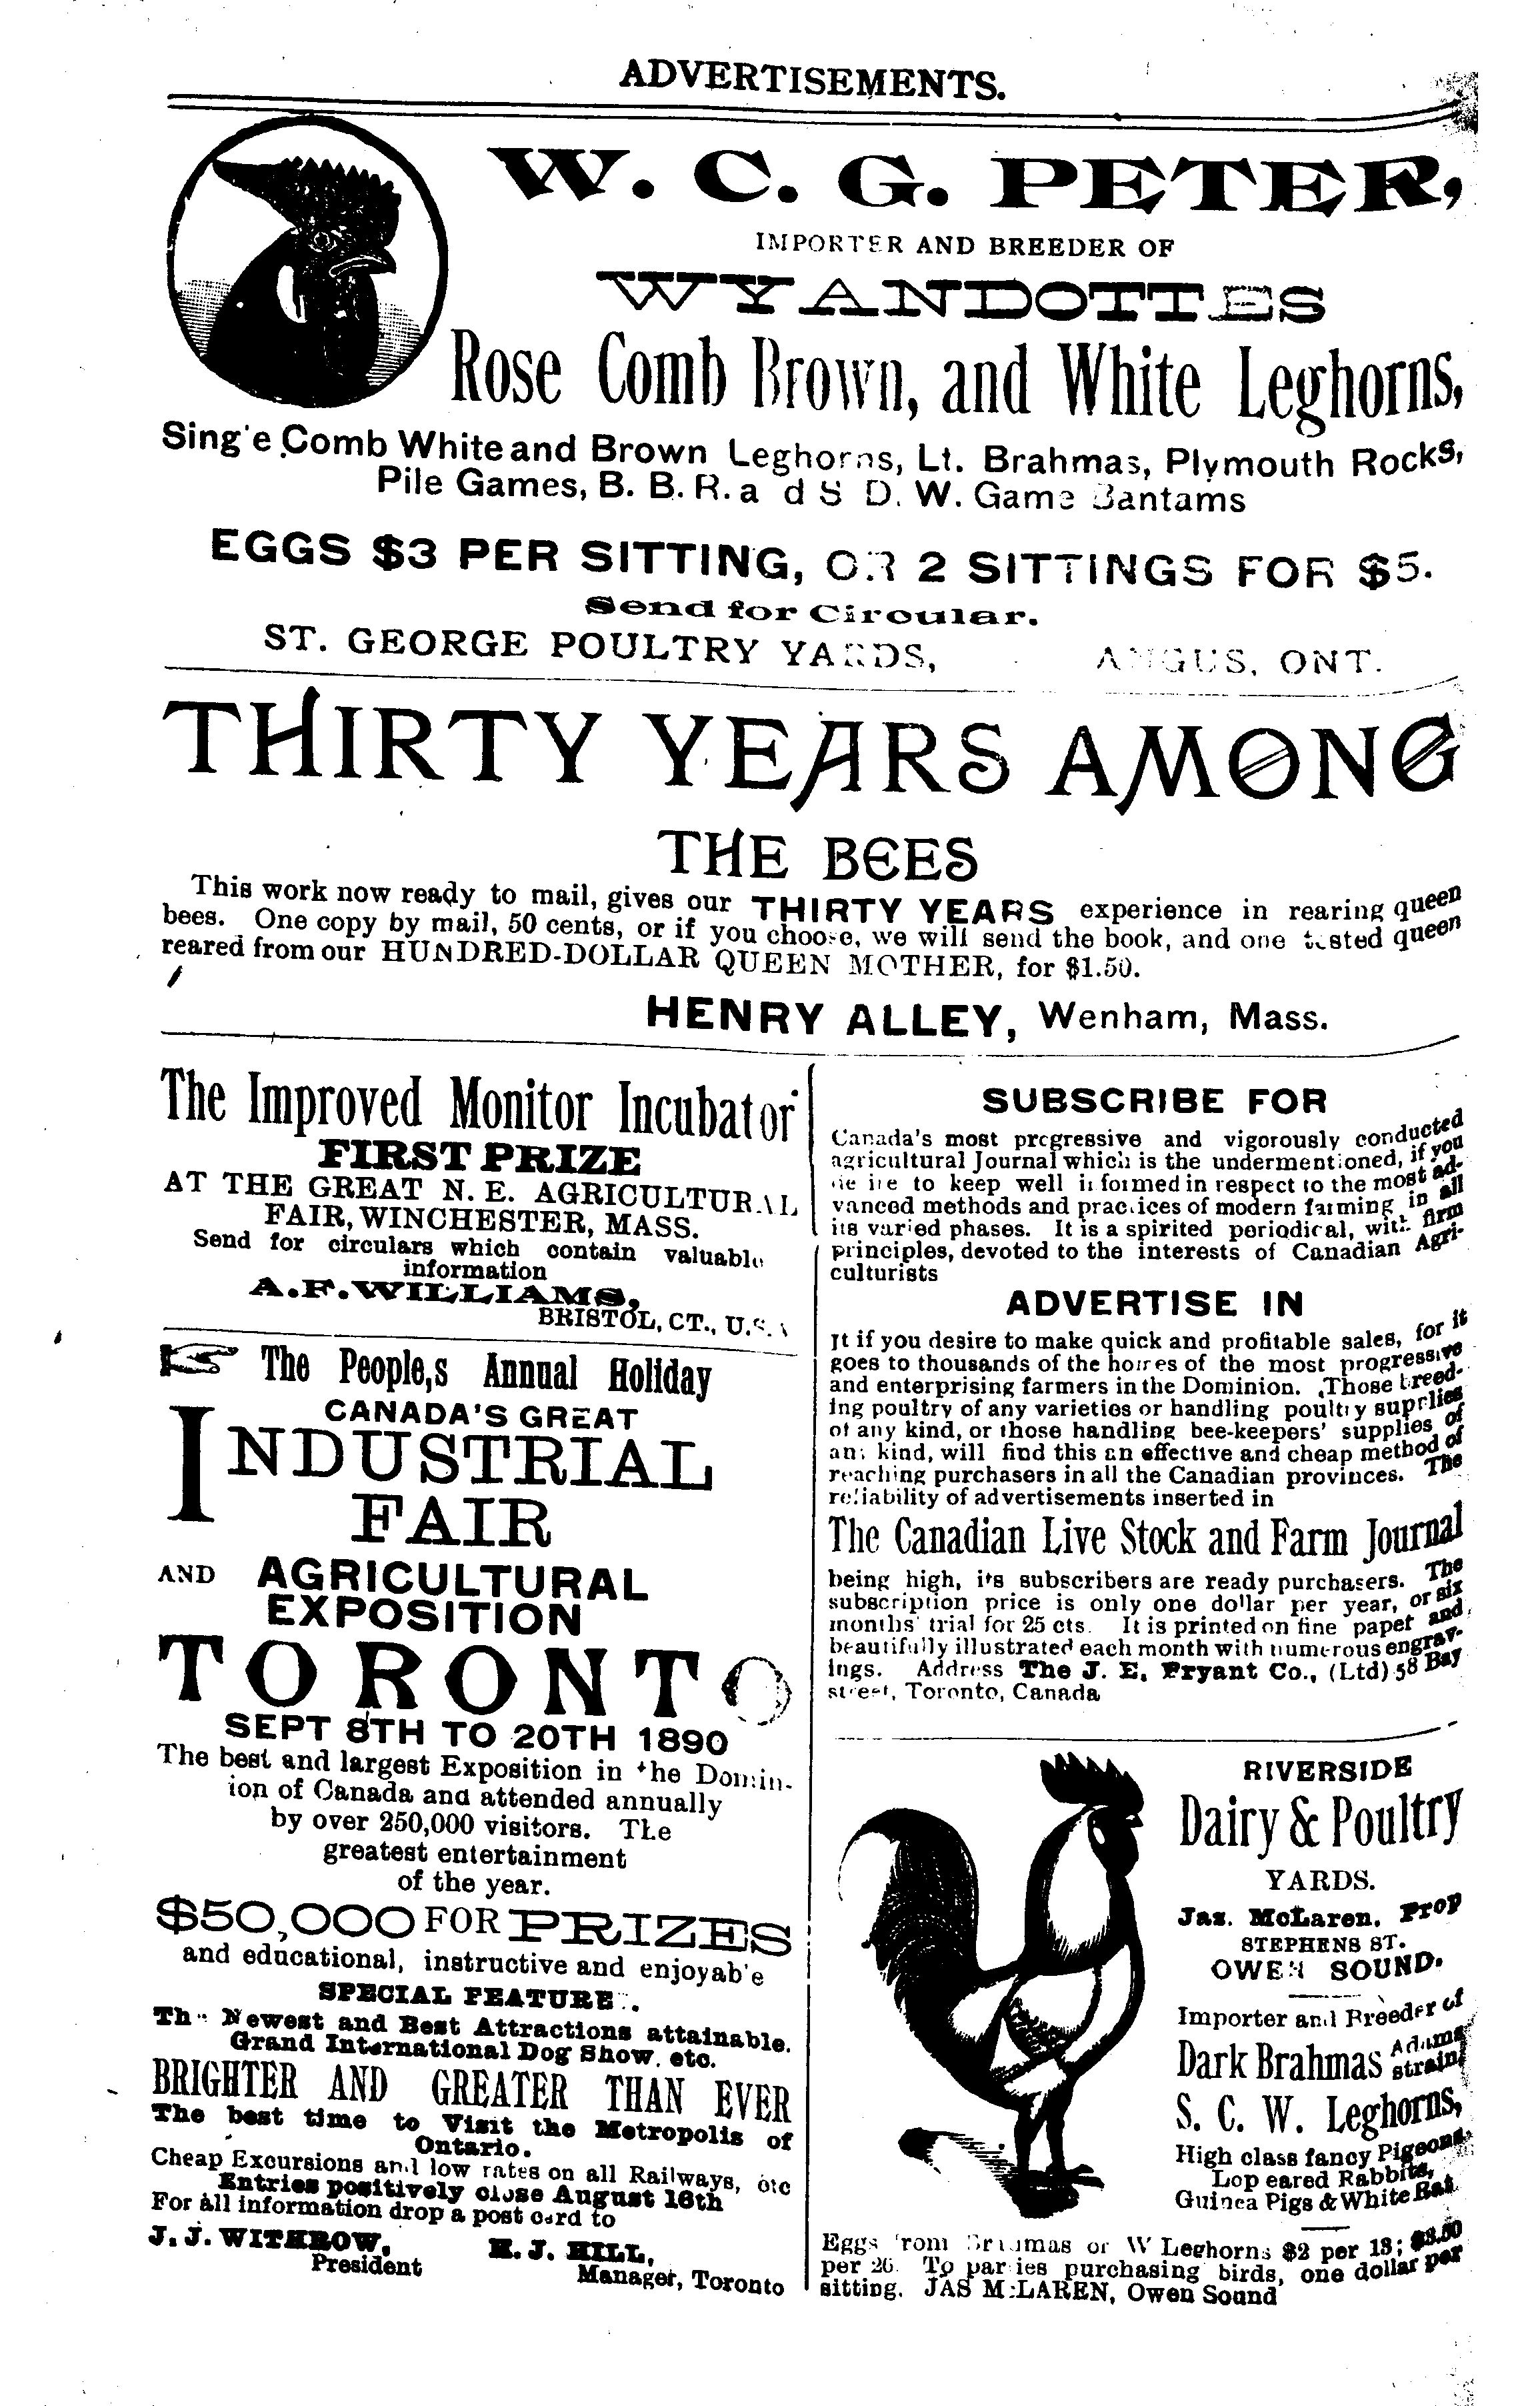 ADVERTISEMENTS.
W. C. G. PETER,
IMPORTER AND BREEDER OF
WYANDOTTES
Rose Comb Brown, and White Leghorns,
Sing'e Comb White and Brown Leghorns, Lt. Brahmas, Plymouth Rocks,
Pile Games, B. B. R. a d S D. W. Game Bantams
EGGS $3 PER SITTING, OR 2 SITTINGS FOR $5.
Send for Circular.
ST. GEORGE POULTRY YARDS, ANGUS, ONT.
THIRTY YEARS AMONG
THE BEES
This work now ready to mail, gives our THIRTY YEARS experience in rearing queen
bees. One copy by mail, 50 cents, or if you choose, we will send the book, and one tested queen
reared from our HUNDRED-DOLLAR QUEEN MOTHER, for $1.50.
HENRY ALLEY, Wenham, Mass.
The Improved Monitor Incubator
FIRST PRIZE
AT THE GREAT N. E. AGRICULTURAL
FAIR, WINCHESTER, MASS.
Send for circulars which contain valuable
information
A. F. WILLIAMS,
BRISTOL, CT., U.S.A
The People,s Annual Holiday
CANADA'S GREAT
INDUSTRIAL
FAIR
AND AGRICULTURAL
EXPOSITION
TORONTO
SEPT 8TH TO 20TH 1890
The best and largest Exposition in the Domin-
ion of Canada and attended annually
by over 250,000 visitors. The
greatest entertainment
of the year.
$50,000 FOR PRIZES
and educational, instructive and enjoyab'e
SPECIAL FEATURE.
The Newest and Best Attractions attainable.
Grand International Dog Show, etc.
BRIGHTER AND GREATER THAN EVER
The best time to Visit the Metropolis of
Ontario.
Cheap Excursions and low rates on all Railways, etc
Entries positively close August 16th
For all information drop a post card to
J. J. WITHROW, H. J. HILL,
President Manager, Toronto
SUBSCRIBE FOR
Canada's most progressive and vigorously conducted
agricultural Journal which is the undermentioned, if you
desire to keep well informed in respect to the most ad-
vanced methods and practices of modern farming in all
its varied phases. It is a spirited periodical, with firm
principles, devoted to the interests of Canadian Agri-
culturists
ADVERTISE IN
It if you desire to make quick and profitable sales, for it
goes to thousands of the homes of the most progressive
and enterprising farmers in the Dominion. Those breed-
ing poultry of any varieties or handling poultry supplies
of any kind, or those handling bee-keepers' supplies of
any kind, will find this an effective and cheap method of
reaching purchasers in all the Canadian provinces. The
reliability of advertisements inserted in
The Canadian Live Stock and Farm Journal
being high, its subscribers are ready purchasers. The
subscription price is only one dollar per year, or six
months' trial for 25 cts. It is printed on fine paper and
beautifully illustrated each month with numerous engrav-
ings. Address The J. E. Bryant Co., (Ltd) 58 Bay
street, Toronto, Canada
RIVERSIDE
Dairy & Poultry
YARDS.
Jas. McLaren, Prop
STEPHENS ST.
OWEN SOUND.
Importer and Breeder of
Dark Brahmas Adams strain,
S. C. W. Leghorns,
High class fancy Pigeons,
Lop eared Rabbits,
Guinea Pigs & White Rat
Eggs from Brahmas or W Leghorns $2 per 13; $3.50
per 26. To parties purchasing birds, one dollar per
sitting. JAS McLAREN, Owen Sound